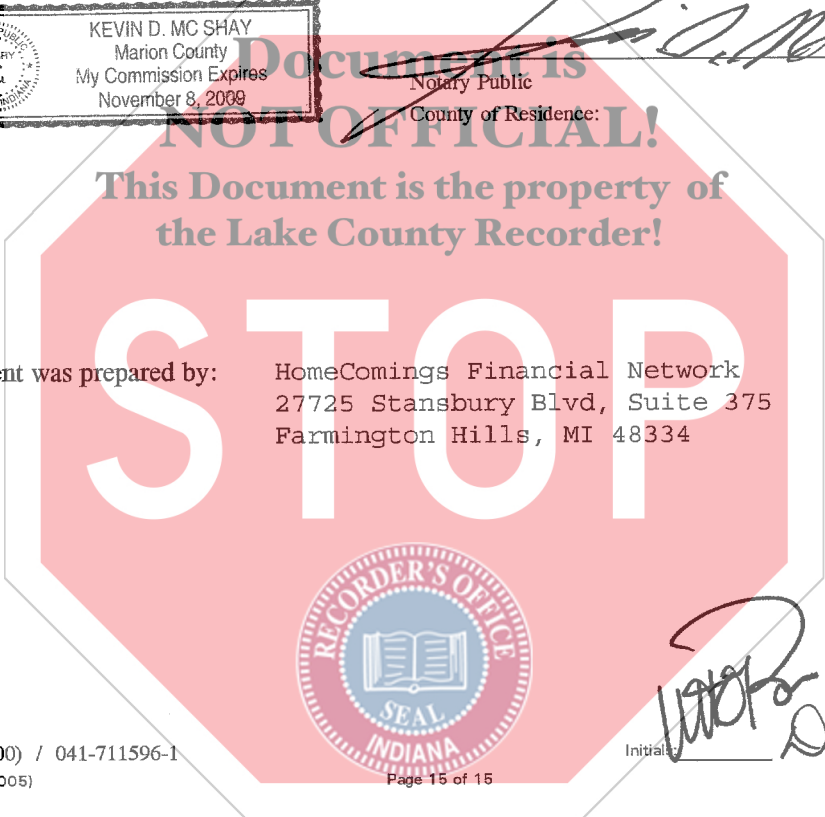 KEVIN D. MC SHAY
Marion County
My Commission Expires
November 8, 2009
Notary Public
County of Residence:
Document is
NOT OFFICIAL!
This Document is the property of
the Lake County Recorder!
STOP
ent was prepared by:
HomeComings Financial Network
27725 Stansbury Blvd, Suite 375
Farmington Hills, MI 48334
RECORDER'S OFFICE
SEAL
INDIANA
00) / 041-711596-1
005)
Page 15 of 15
Initials: